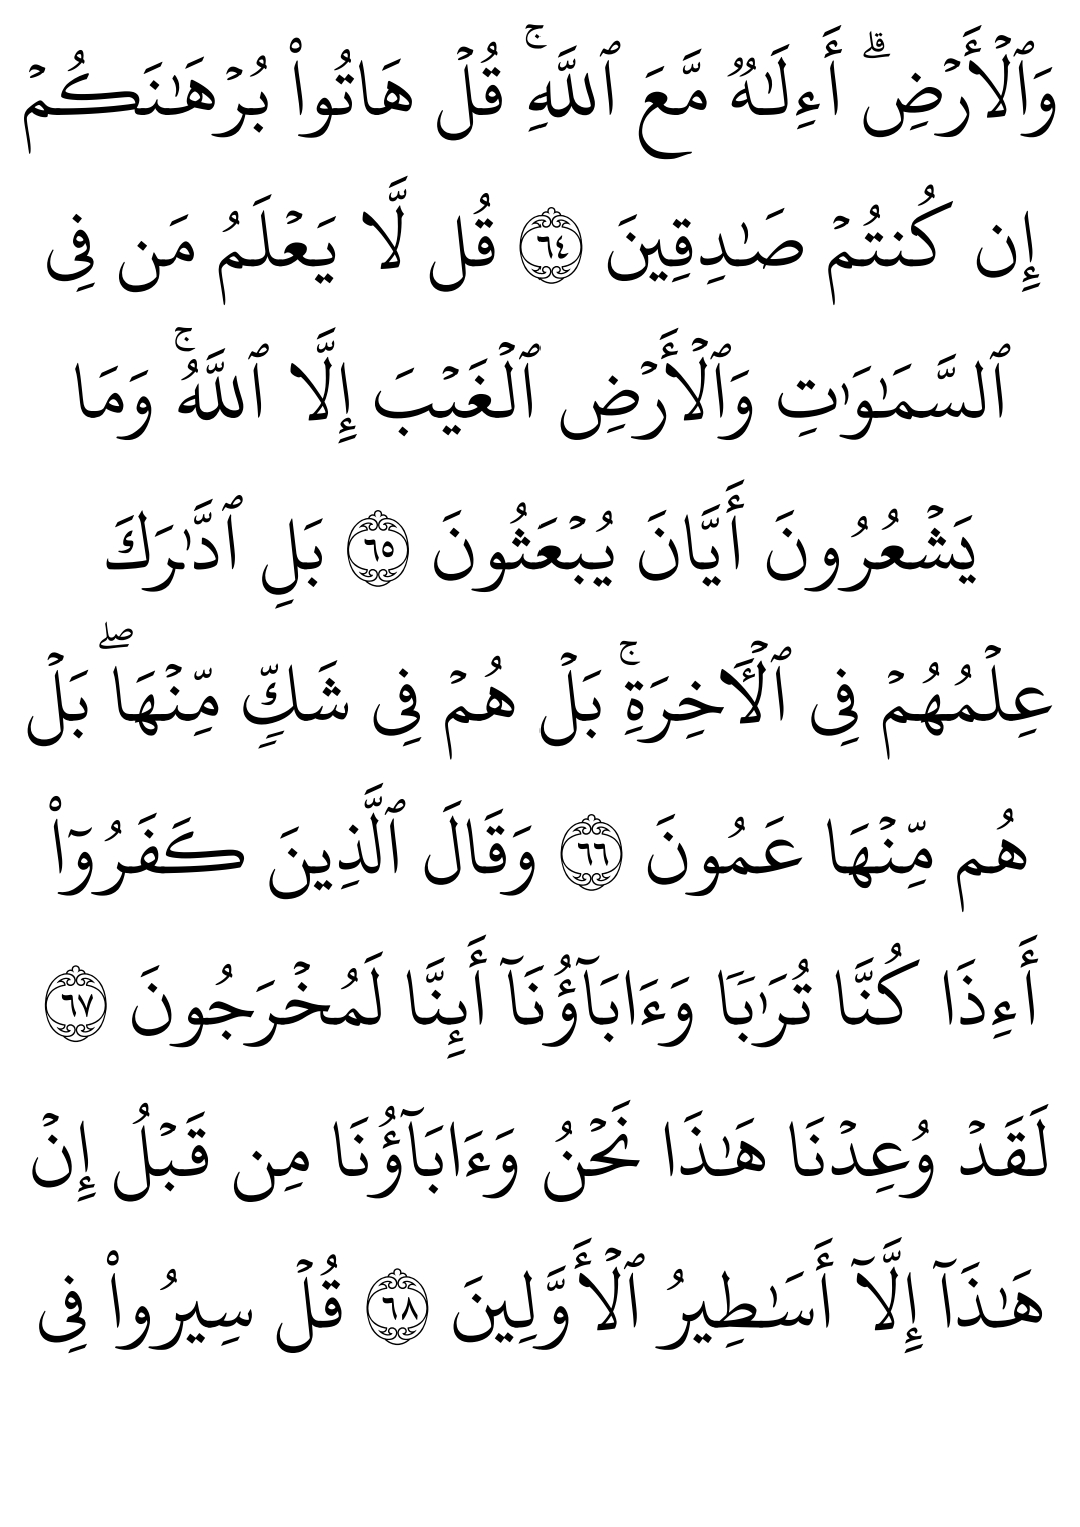 وَٱلۡأَرۡضِۗ أَءِلَٰهٞ مَّعَ ٱللَّهِۚ قُلۡ هَاتُواْ بُرۡهَٰنَكُمۡ
إِن كُنتُمۡ صَٰدِقِينَ ٦٤ قُل لَّا يَعۡلَمُ مَن فِي
ٱلسَّمَٰوَٰتِ وَٱلۡأَرۡضِ ٱلۡغَيۡبَ إِلَّا ٱللَّهُۚ وَمَا
يَشۡعُرُونَ أَيَّانَ يُبۡعَثُونَ ٦٥ بَلِ ٱدَّٰرَكَ
عِلۡمُهُمۡ فِي ٱلۡأٓخِرَةِۚ بَلۡ هُمۡ فِي شَكّٖ مِّنۡهَاۖ بَلۡ
هُم مِّنۡهَا عَمُونَ ٦٦ وَقَالَ ٱلَّذِينَ كَفَرُوٓاْ
أَءِذَا كُنَّا تُرَٰبٗا وَءَابَآؤُنَآ أَئِنَّا لَمُخۡرَجُونَ ٦٧
لَقَدۡ وُعِدۡنَا هَٰذَا نَحۡنُ وَءَابَآؤُنَا مِن قَبۡلُ إِنۡ
هَٰذَآ إِلَّآ أَسَٰطِيرُ ٱلۡأَوَّلِينَ ٦٨ قُلۡ سِيرُواْ فِي